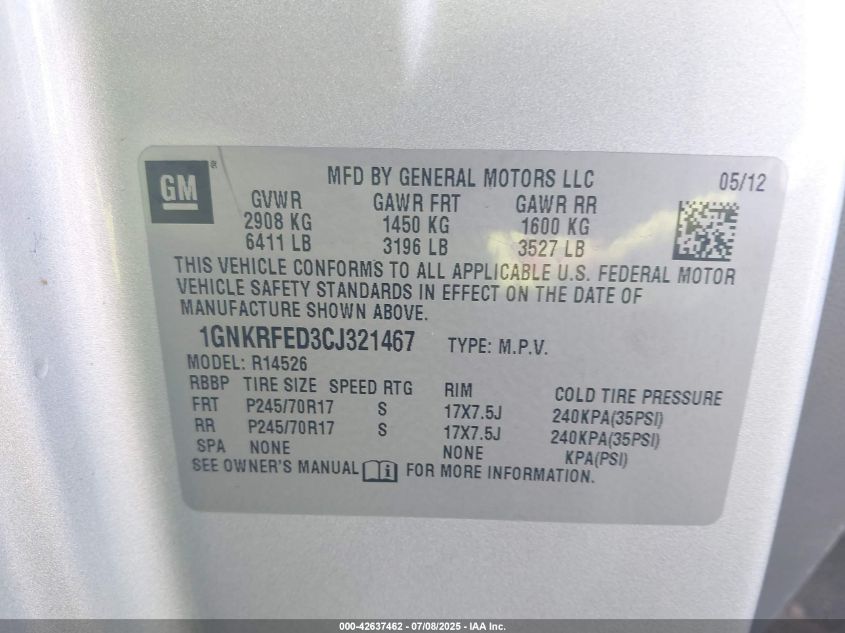 GM ®
MFD BY GENERAL MOTORS LLC 05/12
GVWR GAWR FRT GAWR RR
2908 KG 1450 KG 1600 KG
6411 LB 3196 LB 3527 LB
THIS VEHICLE CONFORMS TO ALL APPLICABLE U.S. FEDERAL MOTOR
VEHICLE SAFETY STANDARDS IN EFFECT ON THE DATE OF
MANUFACTURE SHOWN ABOVE.
1GNKRFED3CJ321467 TYPE: M.P.V.
MODEL: R14526
RBBP TIRE SIZE SPEED RTG RIM COLD TIRE PRESSURE
FRT P245/70R17 S 17X7.5J 240KPA(35PSI)
RR P245/70R17 S 17X7.5J 240KPA(35PSI)
SPA NONE NONE KPA(PSI)
SEE OWNER'S MANUAL i FOR MORE INFORMATION.
000-42637462 - 07/08/2025 - IAA Inc.